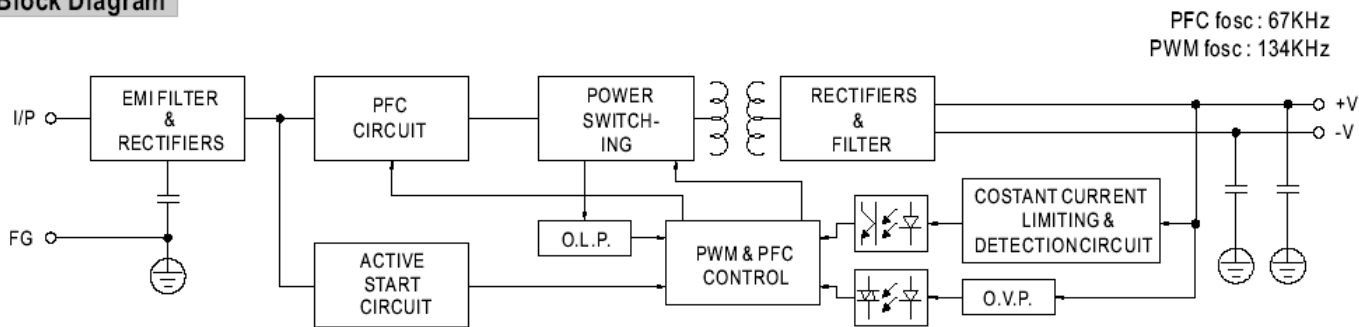 Block Diagram
PFC fosc : 67KHz
PWM fosc : 134KHz
I/P
EMI FILTER
&
RECTIFIERS
PFC
CIRCUIT
POWER
SWITCH-
ING
RECTIFIERS
&
FILTER
+V
-V
FG
O.L.P.
ACTIVE
START
CIRCUIT
PWM & PFC
CONTROL
COSTANT CURRENT
LIMITING &
DETECTION CIRCUIT
O.V.P.